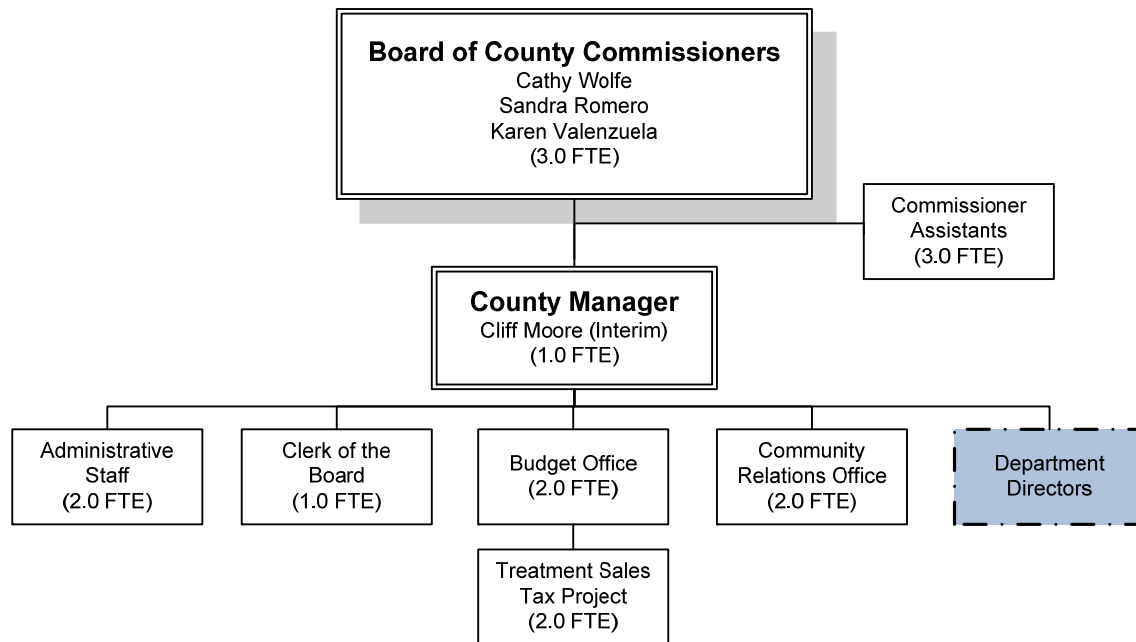 Board of County Commissioners
Cathy Wolfe
Sandra Romero
Karen Valenzuela
(3.0 FTE)
Commissioner
Assistants
(3.0 FTE)
County Manager
Cliff Moore (Interim)
(1.0 FTE)
Administrative
Staff
(2.0 FTE)
Clerk of the
Board
(1.0 FTE)
Budget Office
(2.0 FTE)
Community
Relations Office
(2.0 FTE)
Department
Directors
Treatment Sales
Tax Project
(2.0 FTE)